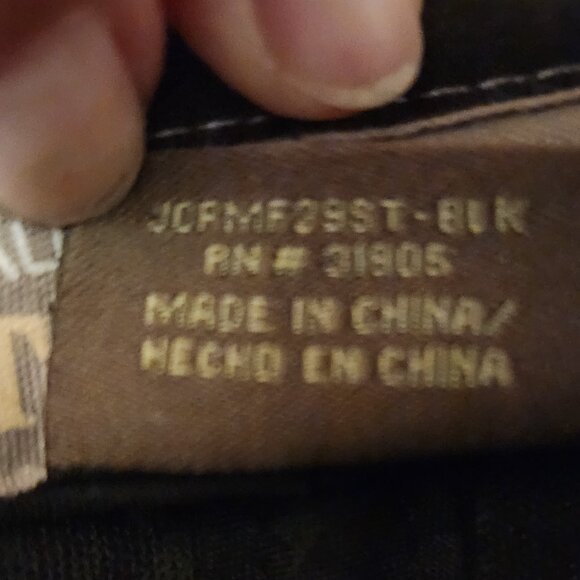 JCFMF29ST-BLK
RN # 31905
MADE IN CHINA/
HECHO EN CHINA